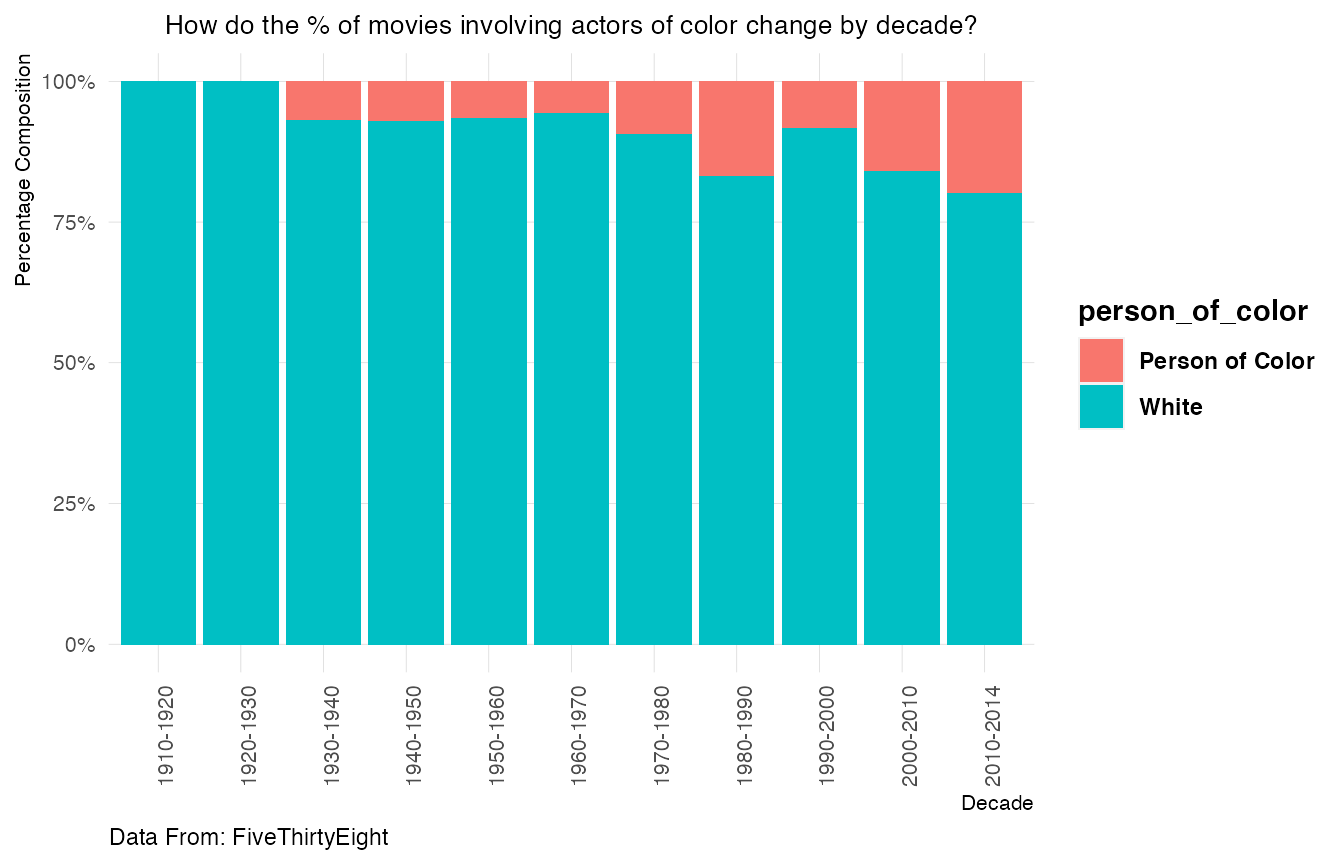 How do the % of movies involving actors of color change by decade?
Percentage Composition
100%
75%
50%
25%
0%
1910-1920
1920-1930
1930-1940
1940-1950
1950-1960
1960-1970
1970-1980
1980-1990
1990-2000
2000-2010
2010-2014
Decade
person_of_color
Person of Color
White
Data From: FiveThirtyEight